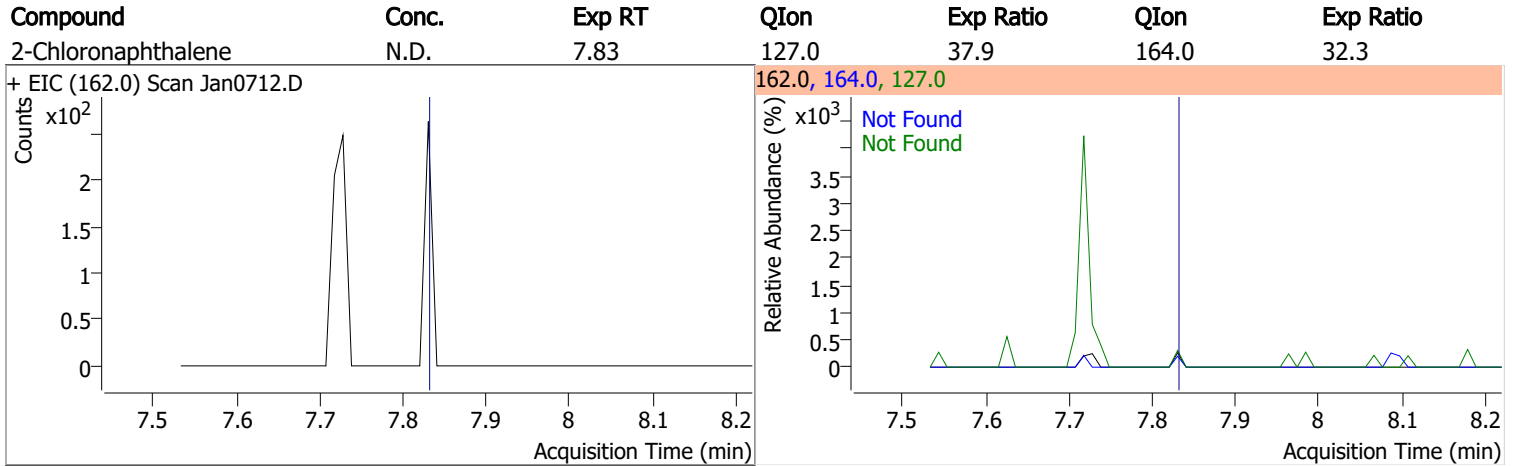 Compound Conc. Exp RT QIon Exp Ratio QIon Exp Ratio
2-Chloronaphthalene N.D. 7.83 127.0 37.9 164.0 32.3
+ EIC (162.0) Scan Jan0712.D
Counts
x10²
2
1.5
1
0.5
0
7.5 7.6 7.7 7.8 7.9 8 8.1 8.2
Acquisition Time (min)
162.0, 164.0, 127.0
Relative Abundance (%)
x10³
Not Found
Not Found
3.5
3
2.5
2
1.5
1
0.5
0
7.5 7.6 7.7 7.8 7.9 8 8.1 8.2
Acquisition Time (min)